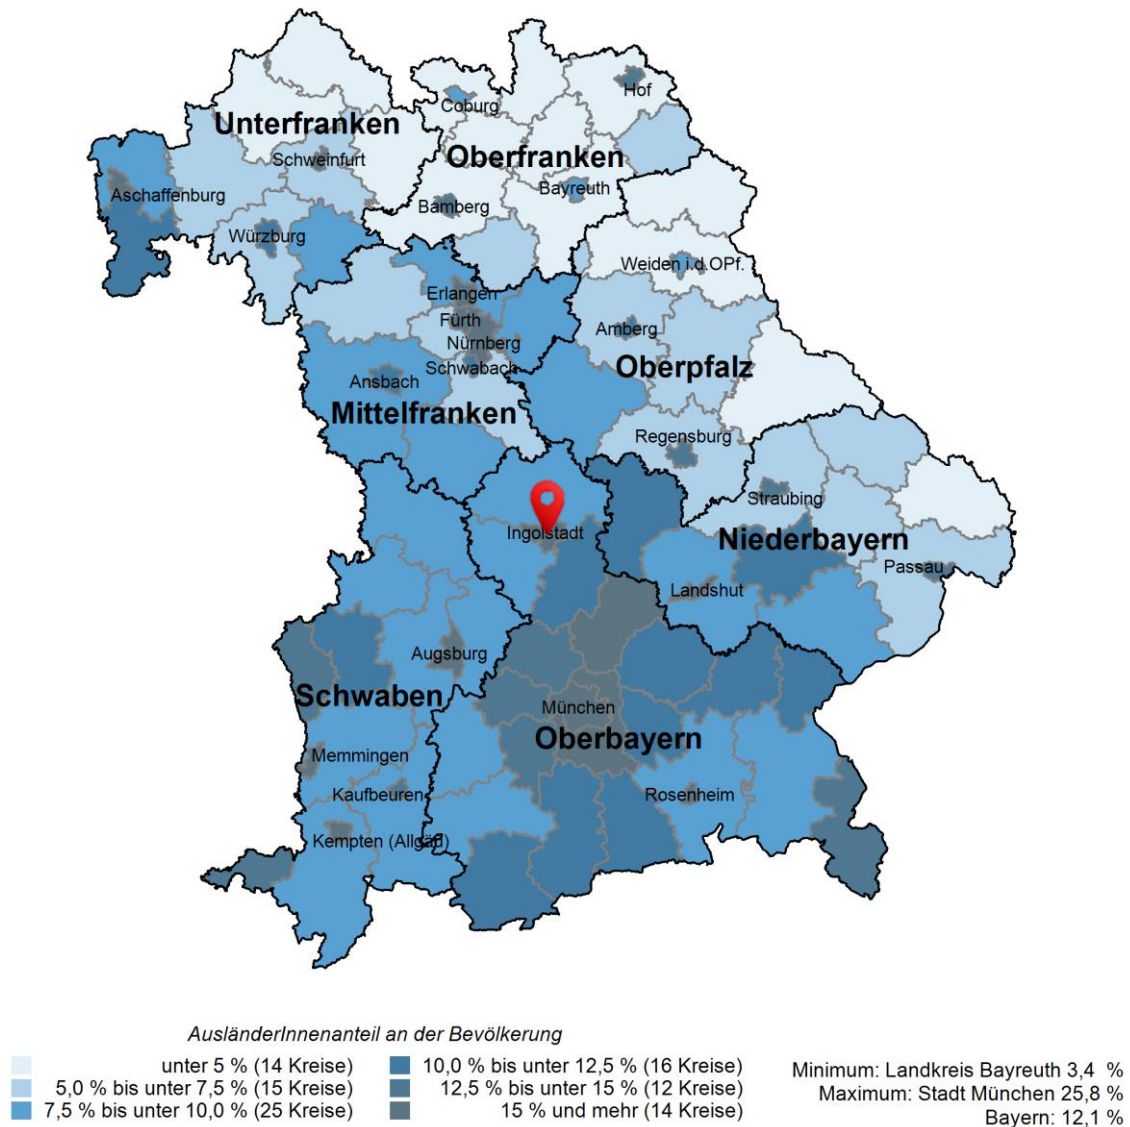 Unterfranken
Coburg
Hof
Schweinfurt
Oberfranken
Aschaffenburg
Bayreuth
Bamberg
Würzburg
Weiden i.d.OPf.
Erlangen
Fürth
Amberg
Nürnberg
Schwabach
Oberpfalz
Ansbach
Mittelfranken
Regensburg
Straubing
Ingolstadt
Niederbayern
Passau
Landshut
Augsburg
Schwaben
München
Oberbayern
Memmingen
Kaufbeuren
Rosenheim
Kempten (Allgäu)
AusländerInnenanteil an der Bevölkerung
unter 5 % (14 Kreise)
5,0 % bis unter 7,5 % (15 Kreise)
7,5 % bis unter 10,0 % (25 Kreise)
10,0 % bis unter 12,5 % (16 Kreise)
12,5 % bis unter 15 % (12 Kreise)
15 % und mehr (14 Kreise)
Minimum: Landkreis Bayreuth 3,4 %
Maximum: Stadt München 25,8 %
Bayern: 12,1 %